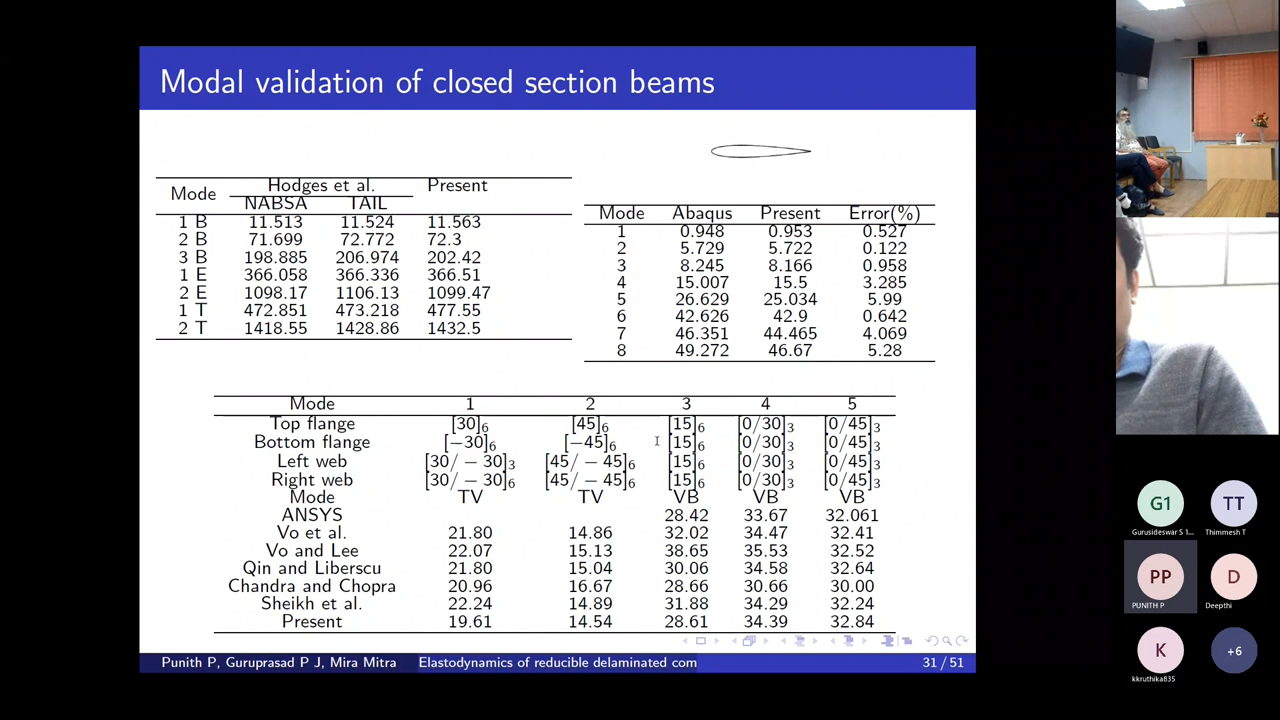 Modal validation of closed section beams
Mode Hodges et al. Present
NABSA TAIL
1 B 11.513 11.524 11.563
2 B 71.699 72.772 72.3
3 B 198.885 206.974 202.42
1 E 366.058 366.336 366.51
2 E 1098.17 1106.13 1099.47
1 T 472.851 473.218 477.55
2 T 1418.55 1428.86 1432.5
Mode Abaqus Present Error(%)
1 0.948 0.953 0.527
2 5.729 5.722 0.122
3 8.245 8.166 0.958
4 15.007 15.5 3.285
5 26.629 25.034 5.99
6 42.626 42.9 0.642
7 46.351 44.465 4.069
8 49.272 46.67 5.28
Mode 1 2 3 4 5
Top flange [30]₆ [45]₆ [15]₆ [0/30]₃ [0/45]₃
Bottom flange [−30]₆ [−45]₆ [15]₆ [0/30]₃ [0/45]₃
Left web [30/ − 30]₃ [45/ − 45]₆ [15]₆ [0/30]₃ [0/45]₃
Right web [30/ − 30]₆ [45/ − 45]₆ [15]₆ [0/30]₃ [0/45]₃
Mode TV TV VB VB VB
ANSYS 28.42 33.67 32.061
Vo et al. 21.80 14.86 32.02 34.47 32.41
Vo and Lee 22.07 15.13 38.65 35.53 32.52
Qin and Liberscu 21.80 15.04 30.06 34.58 32.64
Chandra and Chopra 20.96 16.67 28.66 30.66 30.00
Sheikh et al. 22.24 14.89 31.88 34.29 32.24
Present 19.61 14.54 28.61 34.39 32.84
Punith P, Guruprasad P J, Mira Mitra Elastodynamics of reducible delaminated com 31 / 51
G1 TT
Gurusideswar S 1... Thimmesh T
PP D
PUNITH P Deepthi
K +6
kkruthika835